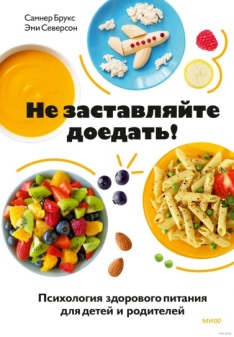 Самнер Брукс
Эми Северсон
Не заставляйте
доедать!
Психология здорового питания
для детей и родителей
МИФ